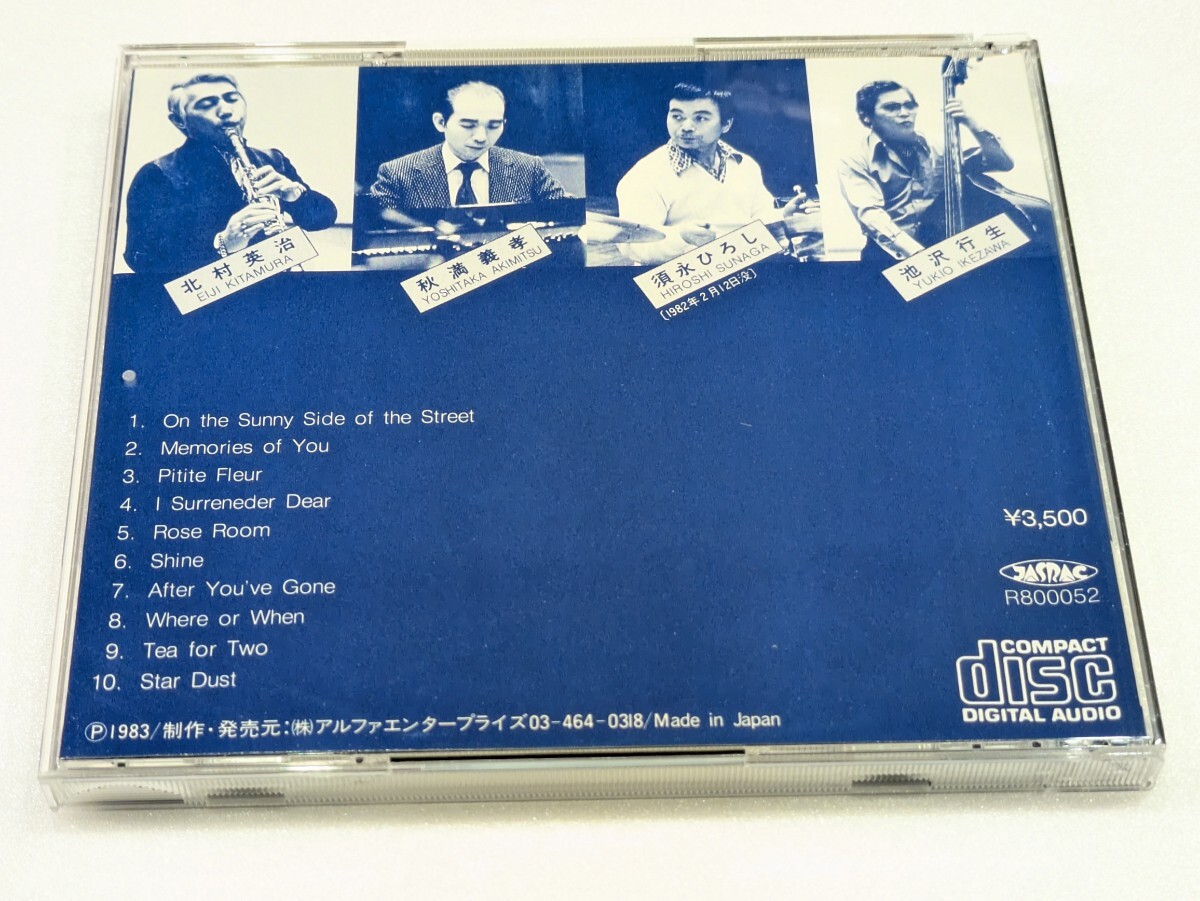 北村英治
EIJI KITAMURA
秋満義孝
YOSHITAKA AKIMITSU
須永ひろし
HIROSHI SUNAGA
〔1982年2月12日没〕
池沢行生
YUKIO IKEZAWA
1. On the Sunny Side of the Street
2. Memories of You
3. Pitite Fleur
4. I Surreneder Dear
5. Rose Room
6. Shine
7. After You've Gone
8. Where or When
9. Tea for Two
10. Star Dust
¥3,500
JASRAC
R800052
COMPACT
disc
DIGITAL AUDIO
Ⓟ1983/制作・発売元:㈱アルファエンタープライズ03-464-0318/Made in Japan